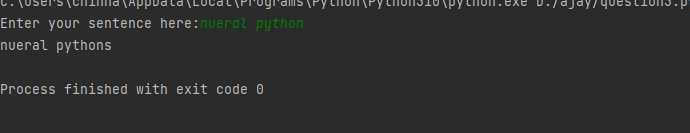 C:\Users\chinna\AppData\Local\Programs\Python\Python310\python.exe D:/ajay/question3.p
Enter your sentence here:nueral python
nueral pythons
Process finished with exit code 0